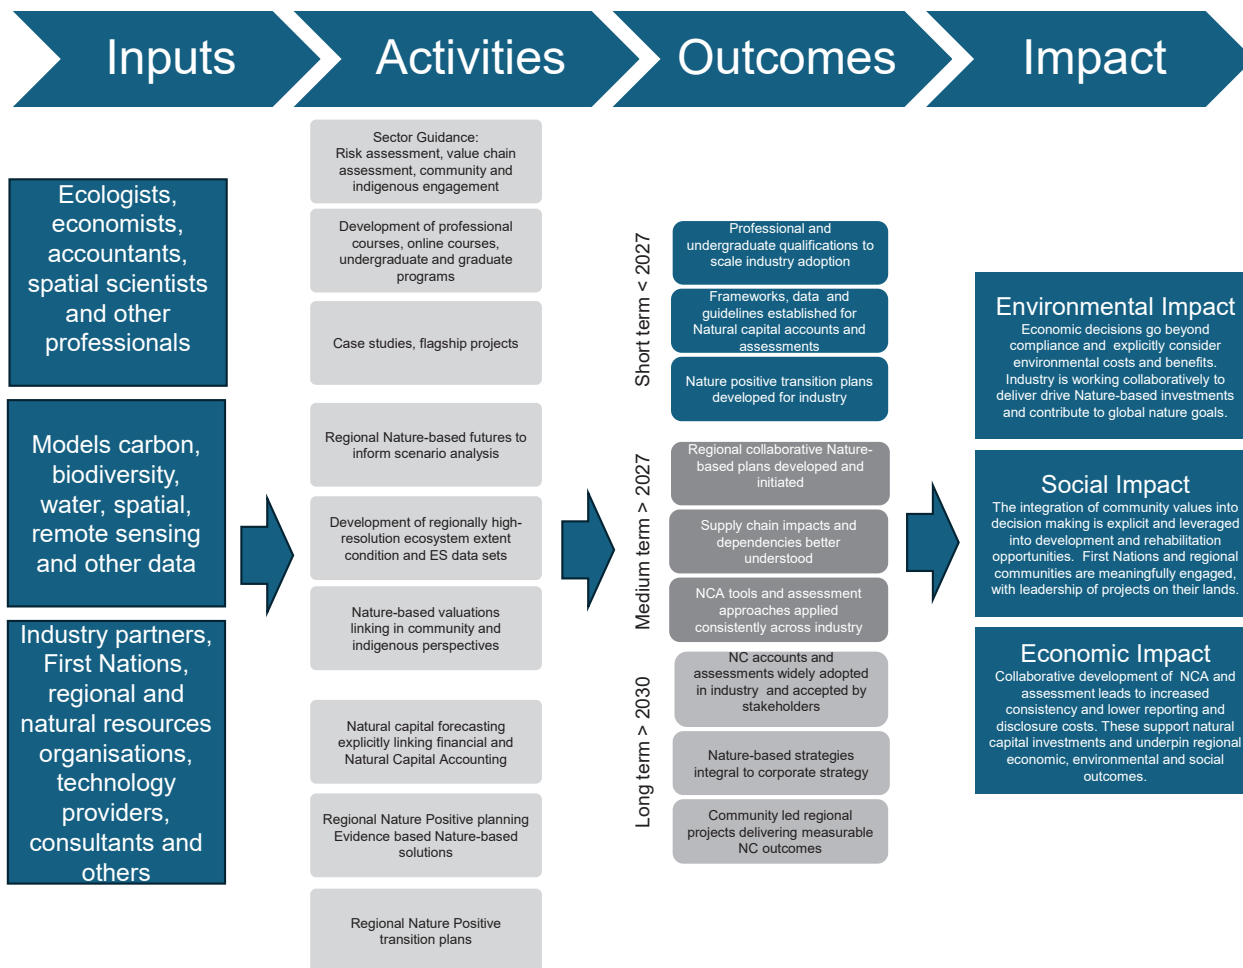 Inputs
Activities
Outcomes
Impact
Ecologists,
economists,
accountants,
spatial scientists
and other
professionals
Models carbon,
biodiversity,
water, spatial,
remote sensing
and other data
Industry partners,
First Nations,
regional and
natural resources
organisations,
technology
providers,
consultants and
others
Sector Guidance:
Risk assessment, value chain
assessment, community and
indigenous engagement
Development of professional
courses, online courses,
undergraduate and graduate
programs
Case studies, flagship projects
Regional Nature-based futures to
inform scenario analysis
Development of regionally high-
resolution ecosystem extent
condition and ES data sets
Nature-based valuations
linking in community and
indigenous perspectives
Natural capital forecasting
explicitly linking financial and
Natural Capital Accounting
Regional Nature Positive planning
Evidence based Nature-based
solutions
Regional Nature Positive
transition plans
Short term < 2027
Professional and
undergraduate qualifications to
scale industry adoption
Frameworks, data and
guidelines established for
Natural capital accounts and
assessments
Nature positive transition plans
developed for industry
Medium term > 2027
Regional collaborative Nature-
based plans developed and
initiated
Supply chain impacts and
dependencies better
understood
NCA tools and assessment
approaches applied
consistently across industry
Long term > 2030
NC accounts and
assessments widely adopted
in industry and accepted by
stakeholders
Nature-based strategies
integral to corporate strategy
Community led regional
projects delivering measurable
NC outcomes
Environmental Impact
Economic decisions go beyond
compliance and explicitly consider
environmental costs and benefits.
Industry is working collaboratively to
deliver drive Nature-based investments
and contribute to global nature goals.
Social Impact
The integration of community values into
decision making is explicit and leveraged
into development and rehabilitation
opportunities. First Nations and regional
communities are meaningfully engaged,
with leadership of projects on their lands.
Economic Impact
Collaborative development of NCA and
assessment leads to increased
consistency and lower reporting and
disclosure costs. These support natural
capital investments and underpin regional
economic, environmental and social
outcomes.